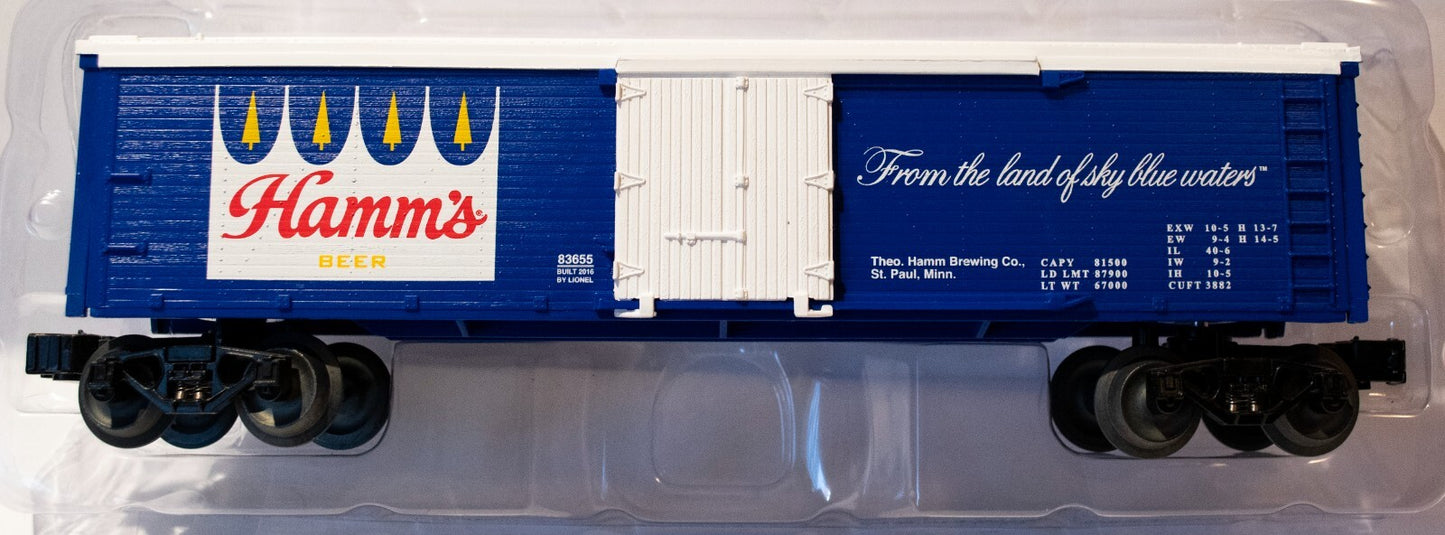 Hamm's®
BEER
83655
BUILT 2016
BY LIONEL
From the land of sky blue waters™
Theo. Hamm Brewing Co.,
St. Paul, Minn.
CAPY 81500
LD LMT 87900
LT WT 67000
EXW 10-5 H 13-7
EW 9-4 H 14-5
IL 40-6
IW 9-2
IH 10-5
CUFT 3882